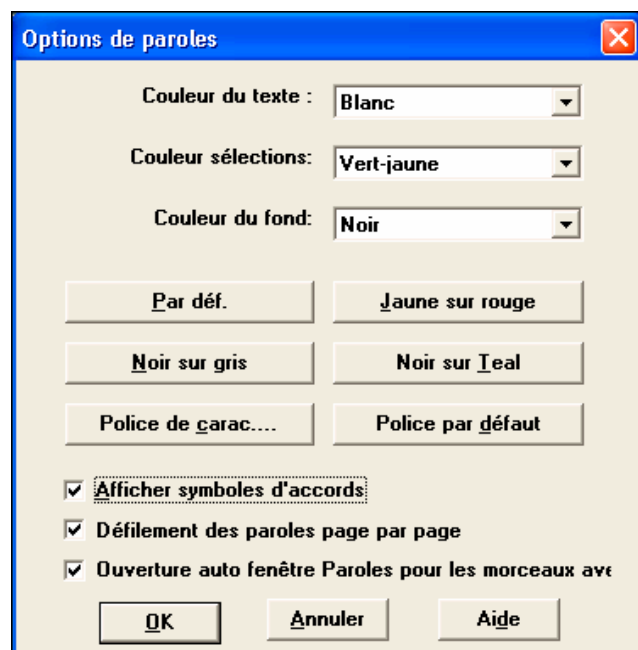 Options de paroles
Couleur du texte : Blanc
Couleur sélections: Vert-jaune
Couleur du fond: Noir
Par déf. Jaune sur rouge
Noir sur gris Noir sur Teal
Police de carac.... Police par défaut
Afficher symboles d'accords
Défilement des paroles page par page
Ouverture auto fenêtre Paroles pour les morceaux ave
OK Annuler Aide